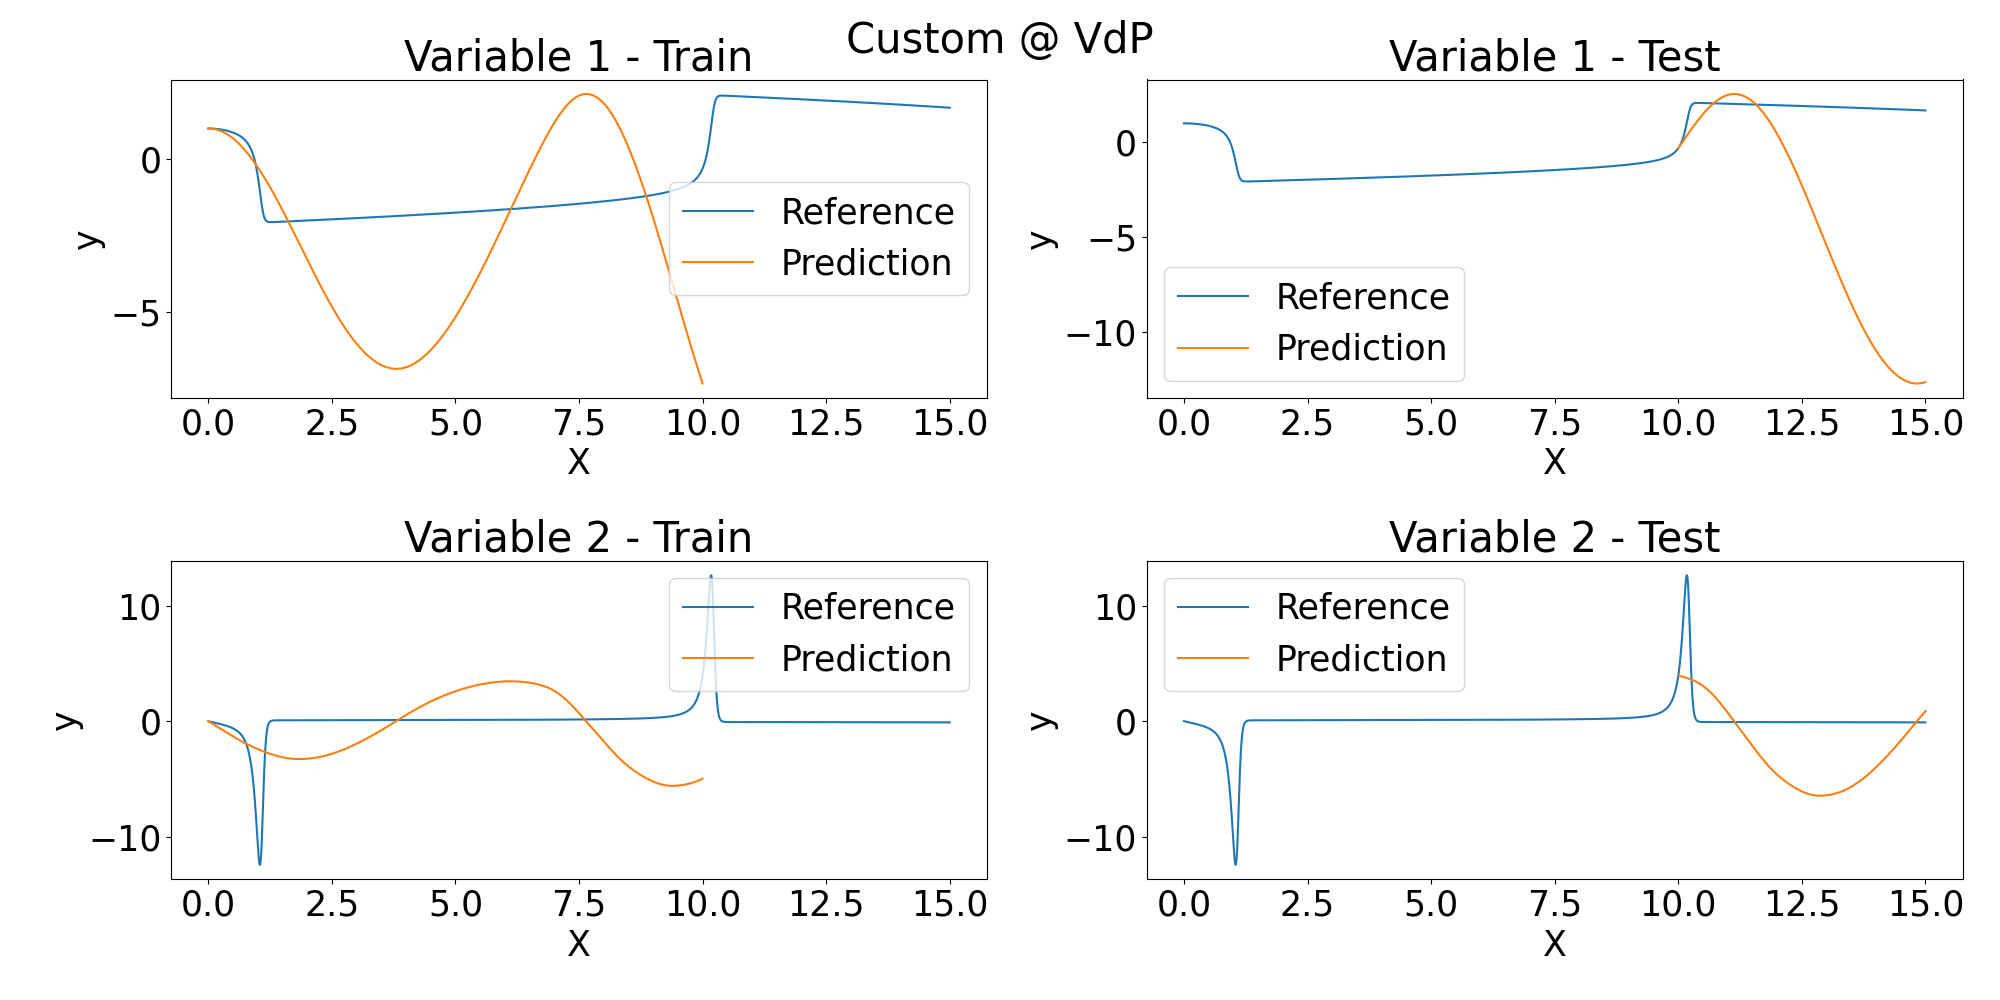 Custom @ VdP
Variable 1 - Train
0
−5
y
0.0 2.5 5.0 7.5 10.0 12.5 15.0
X
Reference
Prediction
Variable 1 - Test
0
−5
−10
y
0.0 2.5 5.0 7.5 10.0 12.5 15.0
X
Reference
Prediction
Variable 2 - Train
10
0
−10
y
0.0 2.5 5.0 7.5 10.0 12.5 15.0
X
Reference
Prediction
Variable 2 - Test
10
0
−10
y
0.0 2.5 5.0 7.5 10.0 12.5 15.0
X
Reference
Prediction